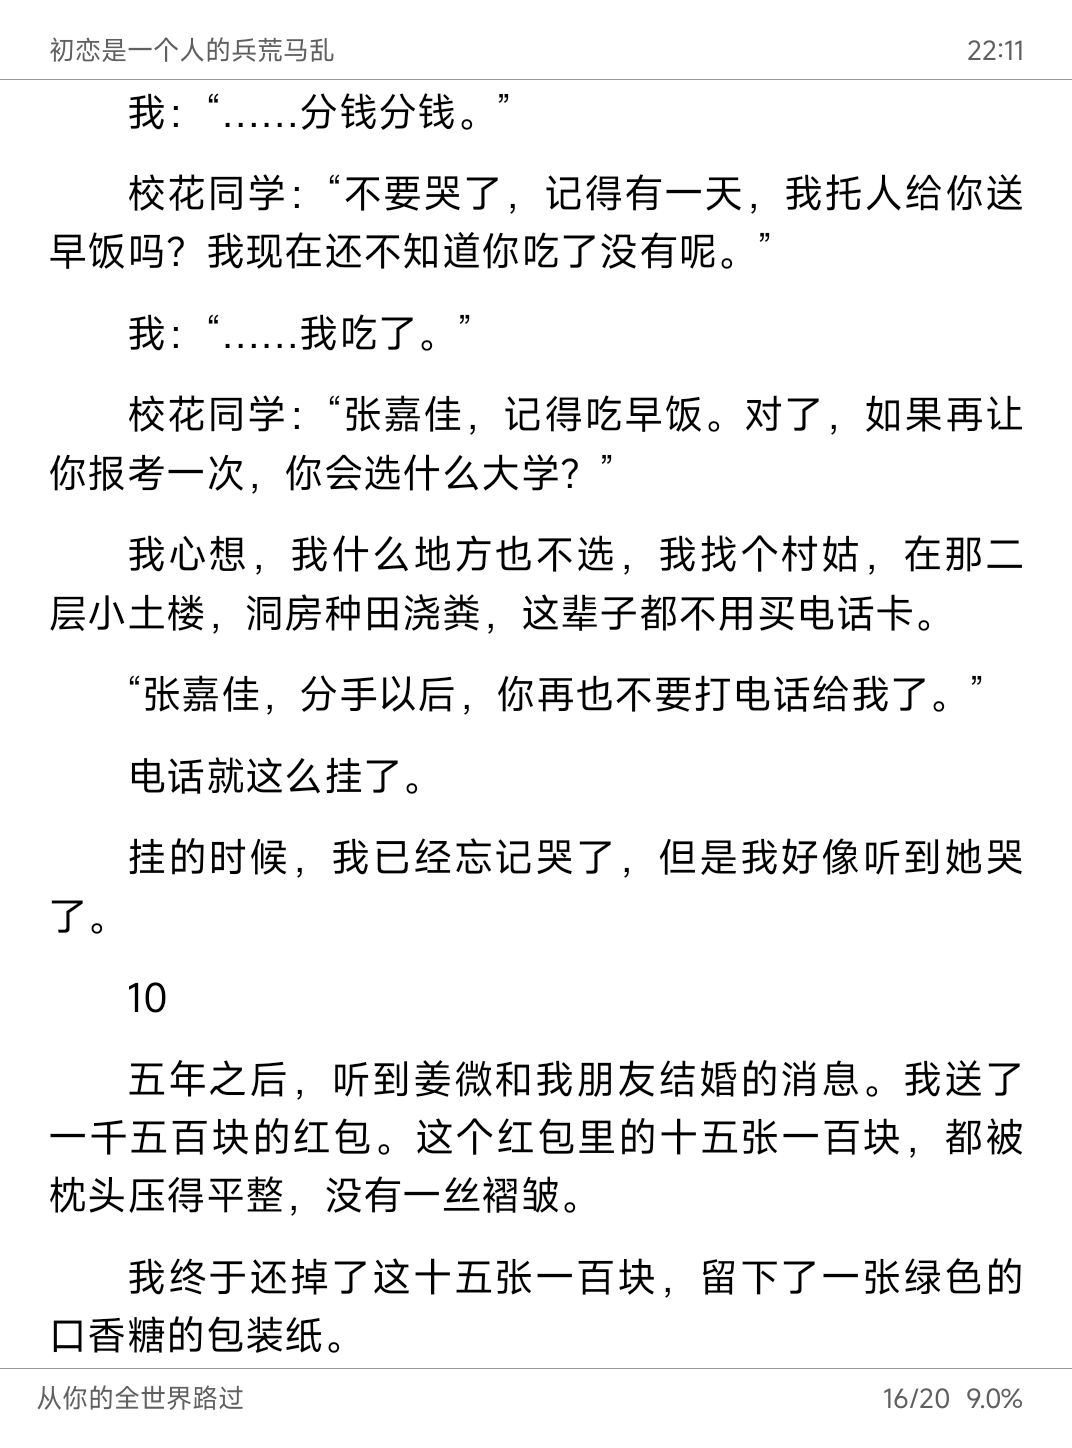 初恋是一个人的兵荒马乱 22:11
我：“……分钱分钱。”
校花同学：“不要哭了，记得有一天，我托人给你送
早饭吗？我现在还不知道你吃了没有呢。”
我：“……我吃了。”
校花同学：“张嘉佳，记得吃早饭。对了，如果再让
你报考一次，你会选什么大学？”
我心想，我什么地方也不选，我找个村姑，在那二
层小土楼，洞房种田浇粪，这辈子都不用买电话卡。
“张嘉佳，分手以后，你再也不要打电话给我了。”
电话就这么挂了。
挂的时候，我已经忘记哭了，但是我好像听到她哭
了。
10
五年之后，听到姜微和我朋友结婚的消息。我送了
一千五百块的红包。这个红包里的十五张一百块，都被
枕头压得平整，没有一丝褶皱。
我终于还掉了这十五张一百块，留下了一张绿色的
口香糖的包装纸。
从你的全世界路过 16/20 9.0%